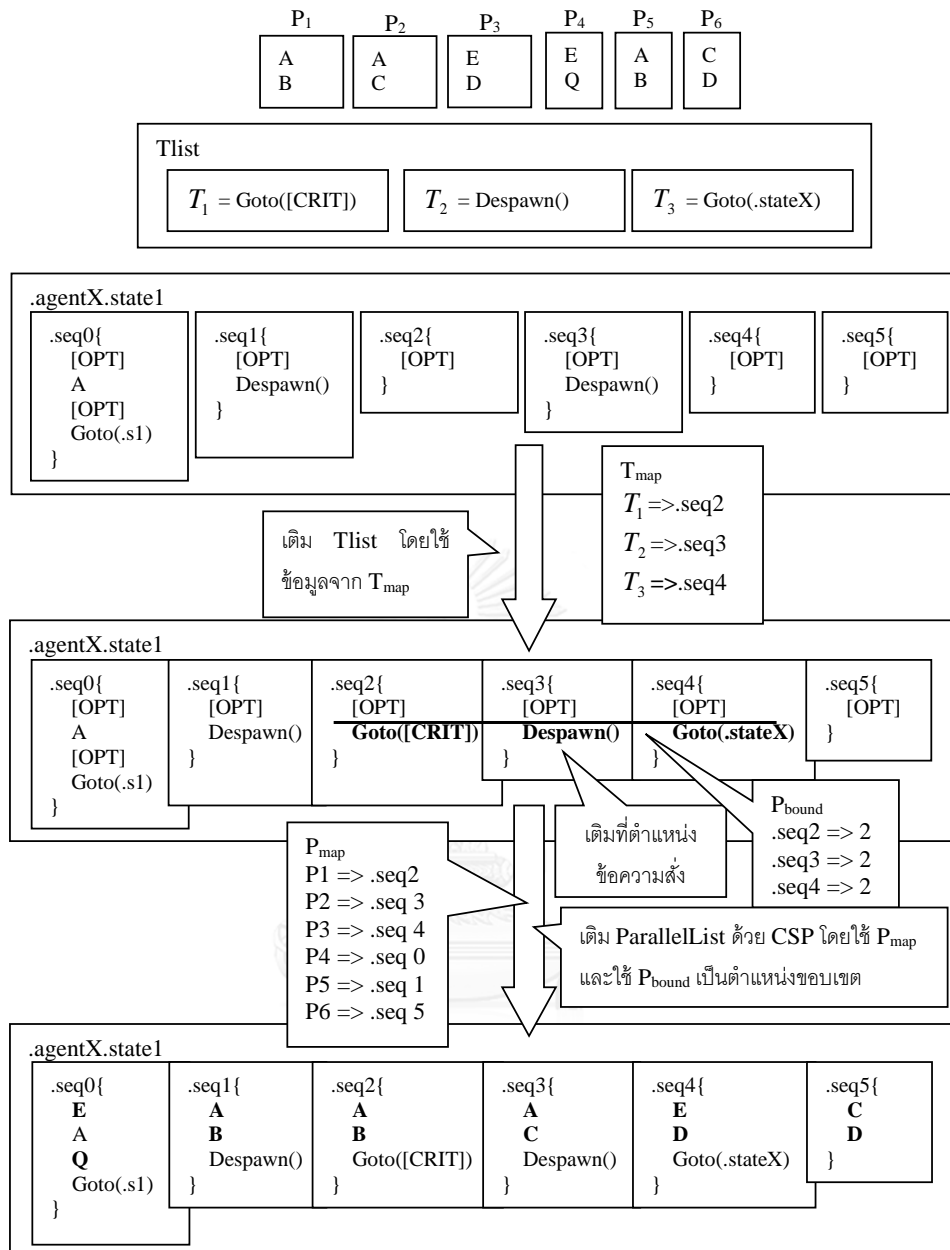 P1 P2 P3 P4 P5 P6
A A E E A C
B C D Q B D
Tlist
T1 = Goto([CRIT]) T2 = Despawn() T3 = Goto(.stateX)
.agentX.state1
.seq0{ .seq1{ .seq2{ .seq3{ .seq4{ .seq5{
[OPT] [OPT] [OPT] [OPT] [OPT] [OPT]
A Despawn() } Despawn() } }
[OPT] } }
Goto(.s1)
}
Tmap
T1 =>.seq2
T2 =>.seq3
T3 =>.seq4
เติม Tlist โดยใช้
ข้อมูลจาก Tmap
.agentX.state1
.seq0{ .seq1{ .seq2{ .seq3{ .seq4{ .seq5{
[OPT] [OPT] [OPT] [OPT] [OPT] [OPT]
A Despawn() Goto([CRIT]) Despawn() Goto(.stateX) }
[OPT] } } } }
Goto(.s1)
}
Pbound
.seq2 => 2
.seq3 => 2
.seq4 => 2
เติมที่ตำแหน่ง
ข้อความสั่ง
Pmap
P1 => .seq2
P2 => .seq 3
P3 => .seq 4
P4 => .seq 0
P5 => .seq 1
P6 => .seq 5
เติม ParallelList ด้วย CSP โดยใช้ Pmap
และใช้ Pbound เป็นตำแหน่งขอบเขต
.agentX.state1
.seq0{ .seq1{ .seq2{ .seq3{ .seq4{ .seq5{
E A A A E C
A B B C D D
Q Despawn() Goto([CRIT]) Despawn() Goto(.stateX) }
Goto(.s1) } } } }
}